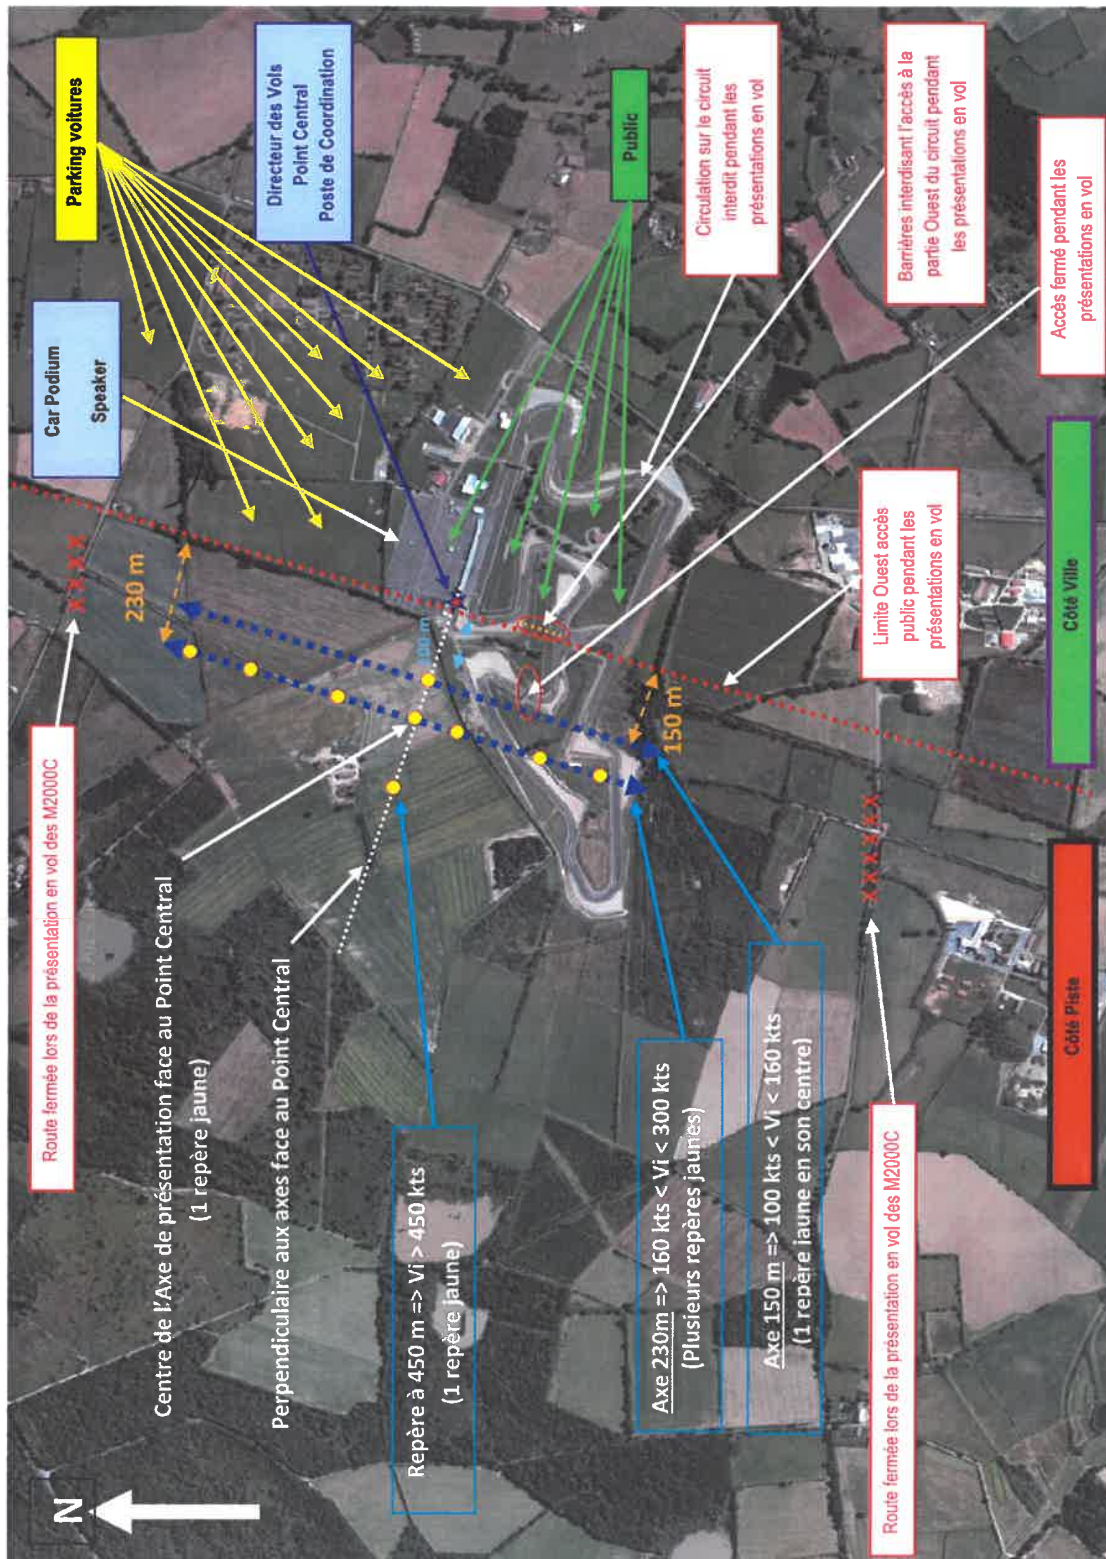 N
Route fermée lors de la présentation en vol des M2000C
XXXX
Car Podium
Speaker
Parking voitures
230 m
Centre de l'Axe de présentation face au Point Central
(1 repère jaune)
Directeur des Vols
Point Central
Poste de Coordination
Perpendiculaire aux axes face au Point Central
Repère à 450 m => Vi > 450 kts
(1 repère jaune)
Public
Axe 230m => 160 kts < Vi < 300 kts
(Plusieurs repères jaunes)
150 m
Circulation sur le circuit
interdit pendant les
présentations en vol
Axe 150 m => 100 kts < Vi < 160 kts
(1 repère jaune en son centre)
Barrières interdisant l'accès à la
partie Ouest du circuit pendant
les présentations en vol
Limite Ouest accès
public pendant les
présentations en vol
XXXXXX
Route fermée lors de la présentation en vol des M2000C
Accès fermé pendant les
présentations en vol
Côté Piste
Côté Ville